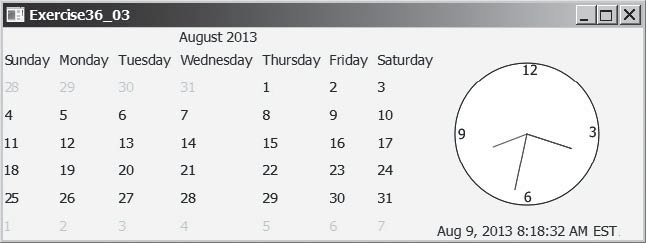 Exercise36_03
August 2013
Sunday Monday Tuesday Wednesday Thursday Friday Saturday
28 29 30 31 1 2 3
4 5 6 7 8 9 10
11 12 13 14 15 16 17
18 19 20 21 22 23 24
25 26 27 28 29 30 31
1 2 3 4 5 6 7
12
9 3
6
Aug 9, 2013 8:18:32 AM EST